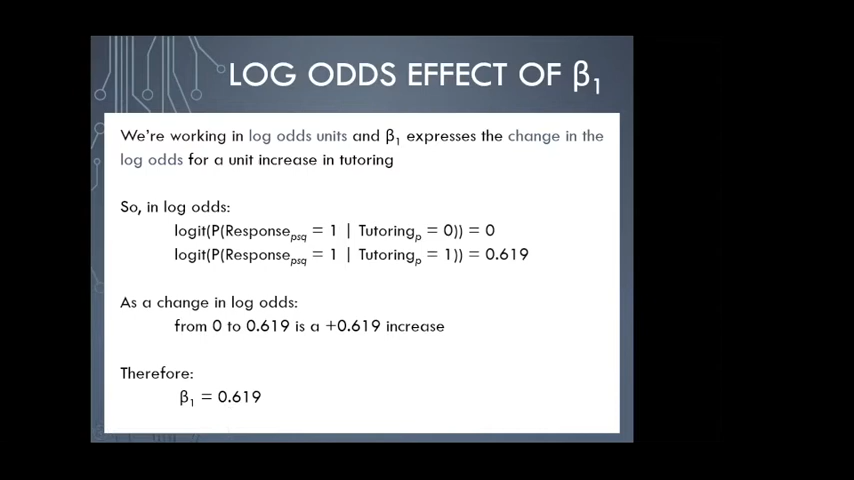 LOG ODDS EFFECT OF β₁
We're working in log odds units and β₁ expresses the change in the
log odds for a unit increase in tutoring
So, in log odds:
logit(P(Responsepsq = 1 | Tutoringp = 0)) = 0
logit(P(Responsepsq = 1 | Tutoringp = 1)) = 0.619
As a change in log odds:
from 0 to 0.619 is a +0.619 increase
Therefore:
β₁ = 0.619